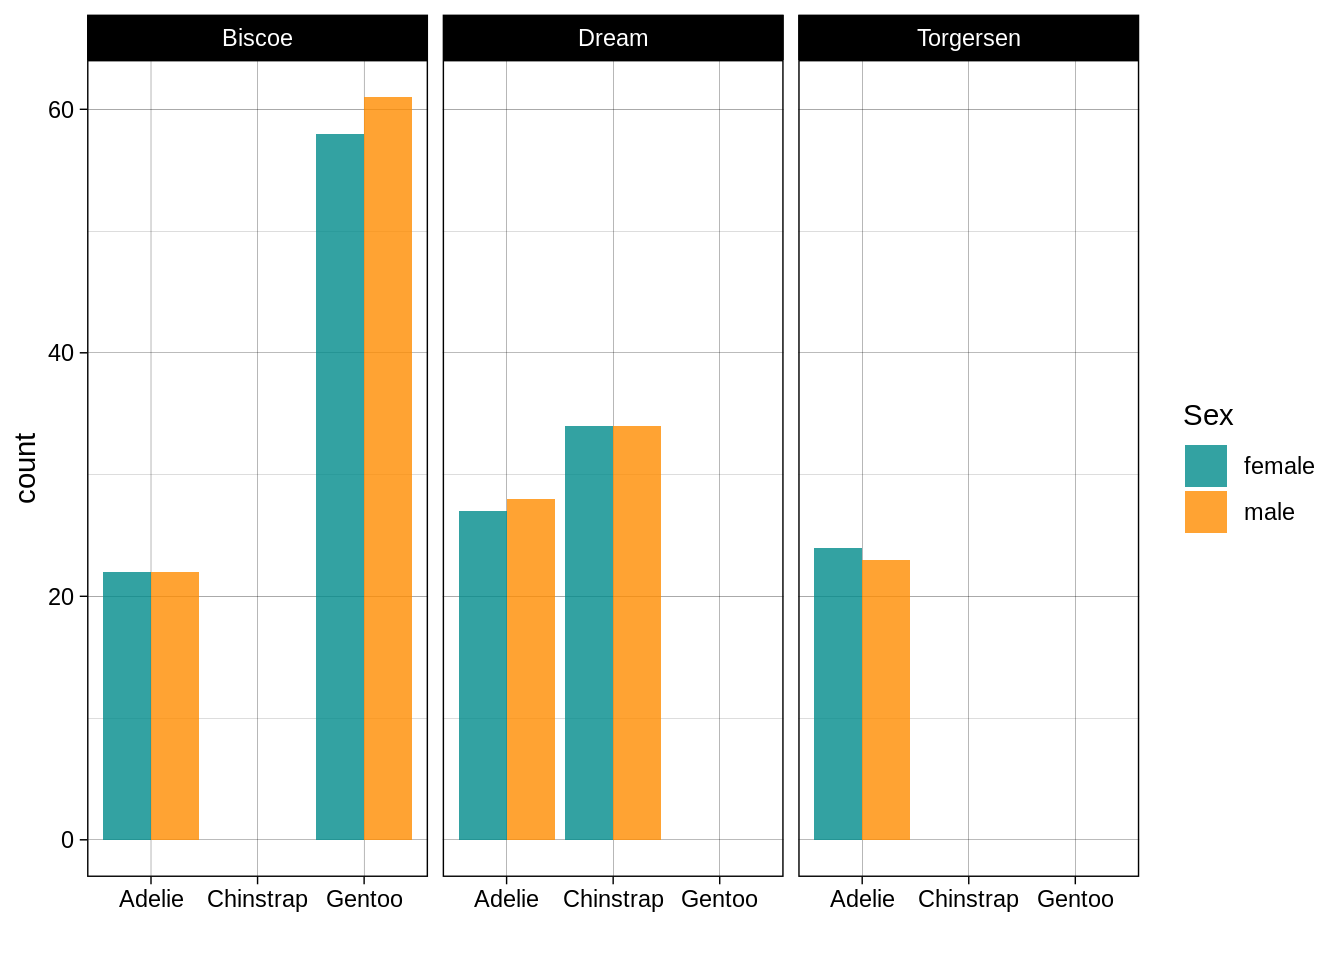 Biscoe Dream Torgersen
60
40
20
0
count
Adelie Chinstrap Gentoo Adelie Chinstrap Gentoo Adelie Chinstrap Gentoo
Sex
female
male